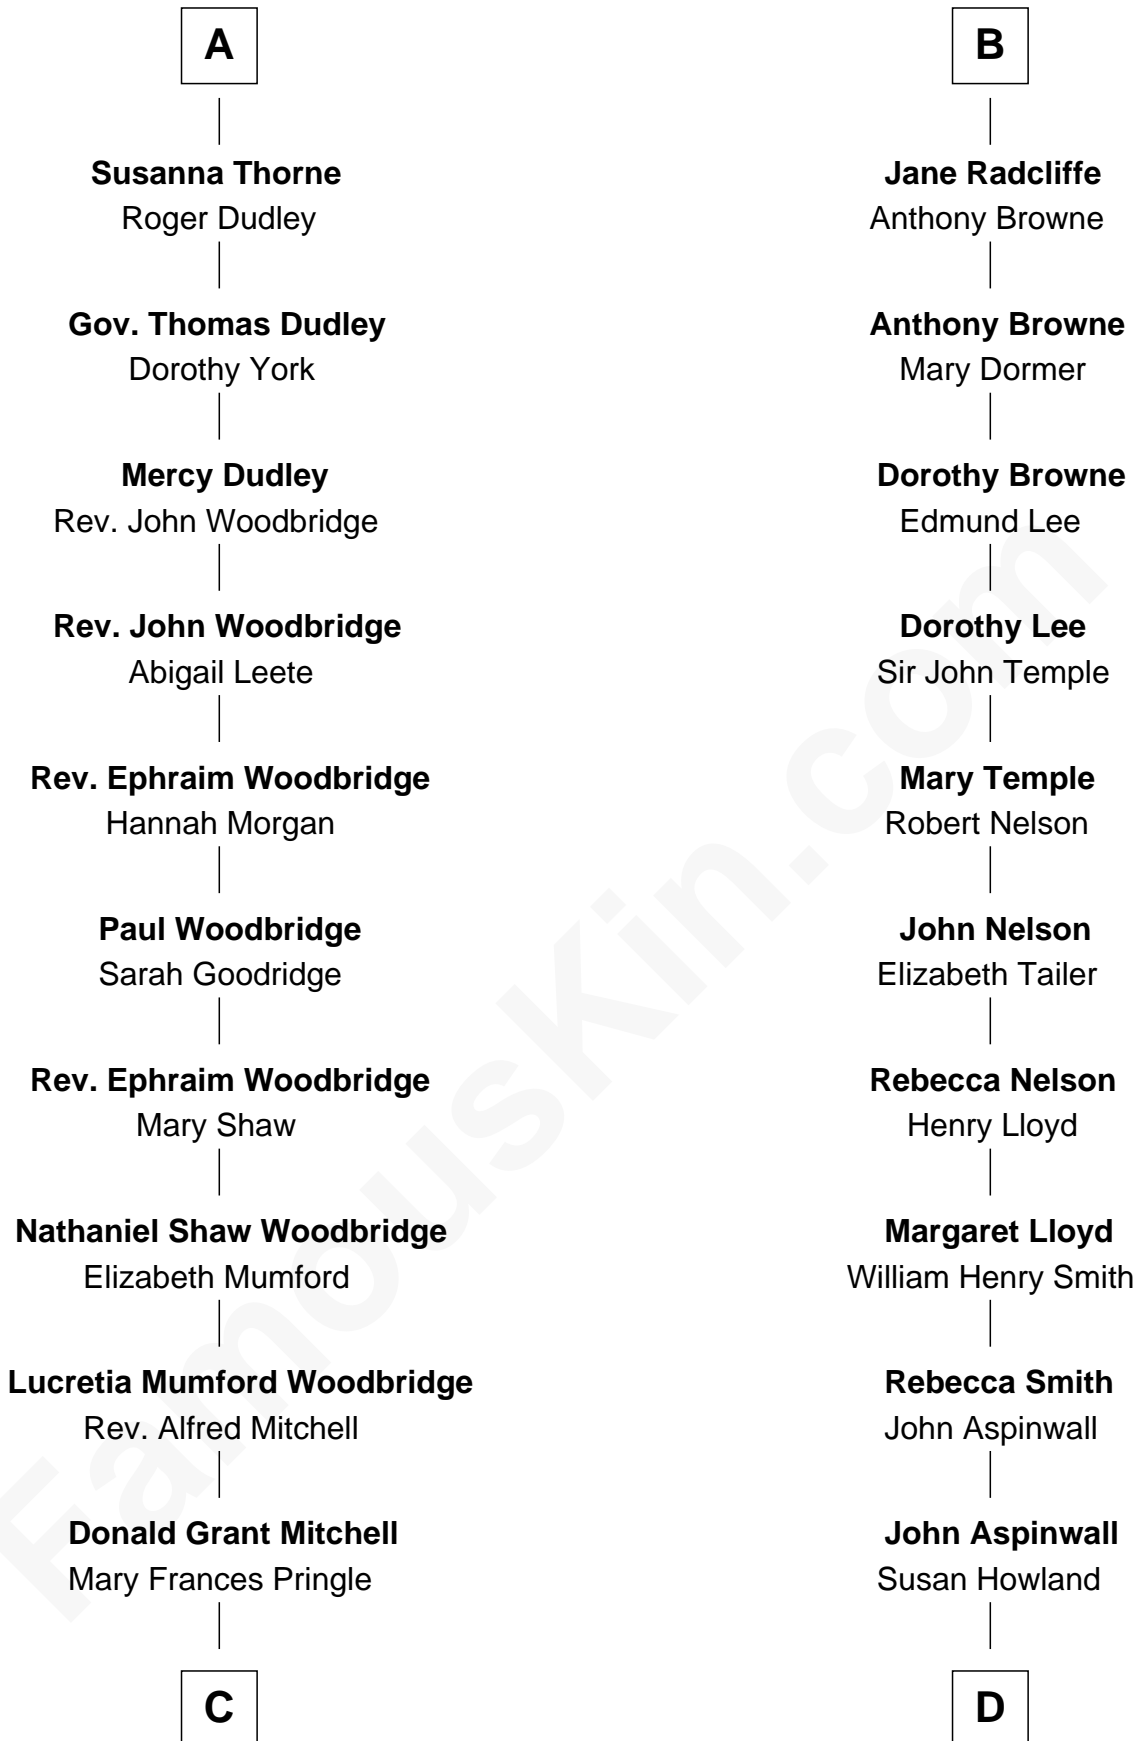 A
Susanna Thorne
Roger Dudley
Gov. Thomas Dudley
Dorothy York
Mercy Dudley
Rev. John Woodbridge
Rev. John Woodbridge
Abigail Leete
Rev. Ephraim Woodbridge
Hannah Morgan
Paul Woodbridge
Sarah Goodridge
Rev. Ephraim Woodbridge
Mary Shaw
Nathaniel Shaw Woodbridge
Elizabeth Mumford
Lucretia Mumford Woodbridge
Rev. Alfred Mitchell
Donald Grant Mitchell
Mary Frances Pringle
C
B
Jane Radcliffe
Anthony Browne
Anthony Browne
Mary Dormer
Dorothy Browne
Edmund Lee
Dorothy Lee
Sir John Temple
Mary Temple
Robert Nelson
John Nelson
Elizabeth Tailer
Rebecca Nelson
Henry Lloyd
Margaret Lloyd
William Henry Smith
Rebecca Smith
John Aspinwall
John Aspinwall
Susan Howland
D
FamousKin.com